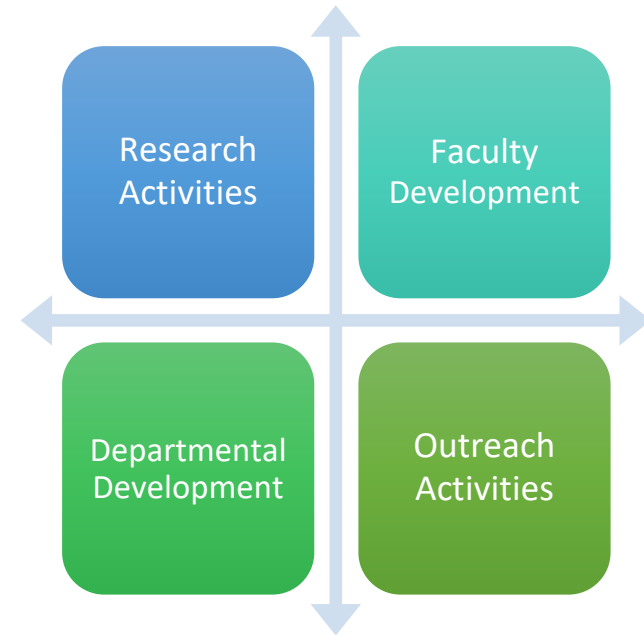 Research
Activities
Faculty
Development
Departmental
Development
Outreach
Activities